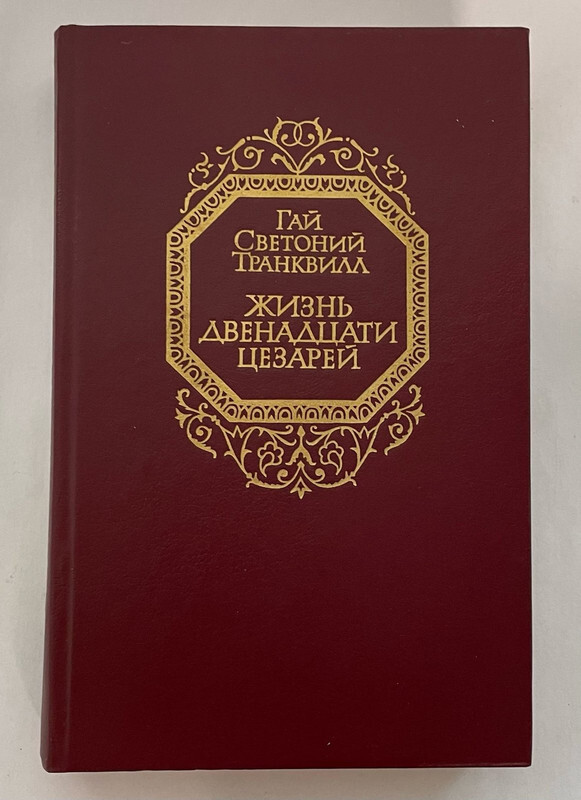 Гай
Светоний
Транквилл
ЖИЗНЬ
ДВЕНАДЦАТИ
ЦЕЗАРЕЙ